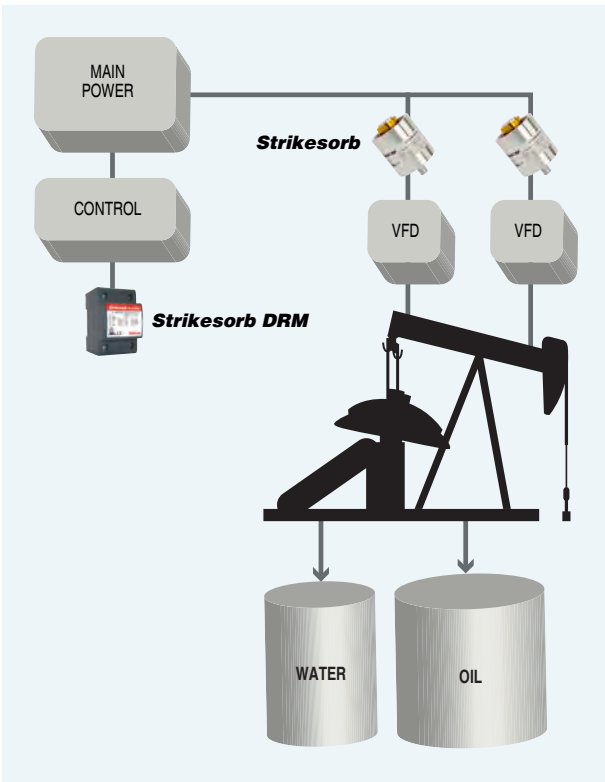 MAIN
POWER
Strikesorb
CONTROL
VFD
VFD
Strikesorb DRM
WATER
OIL